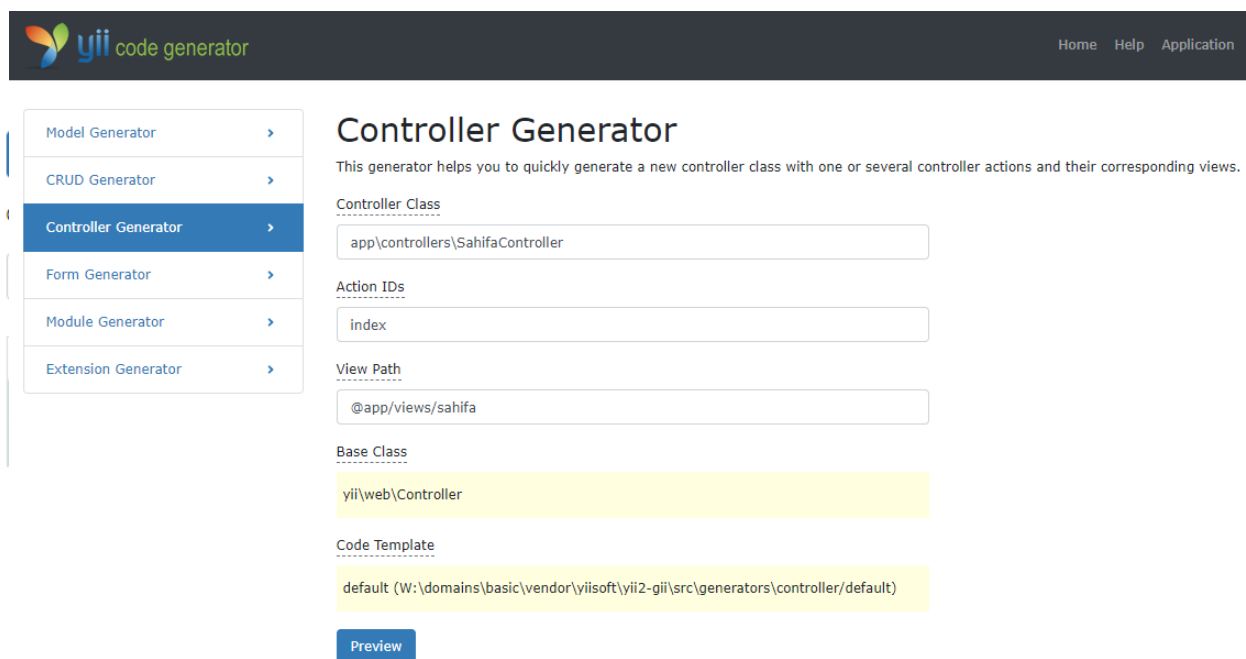 yii code generator
Home Help Application
Model Generator
CRUD Generator
Controller Generator
Form Generator
Module Generator
Extension Generator
Controller Generator
This generator helps you to quickly generate a new controller class with one or several controller actions and their corresponding views.
Controller Class
app\controllers\SahifaController
Action IDs
index
View Path
@app/views/sahifa
Base Class
yii\web\Controller
Code Template
default (W:\domains\basic\vendor\yiisoft\yii2-gii\src\generators\controller/default)
Preview